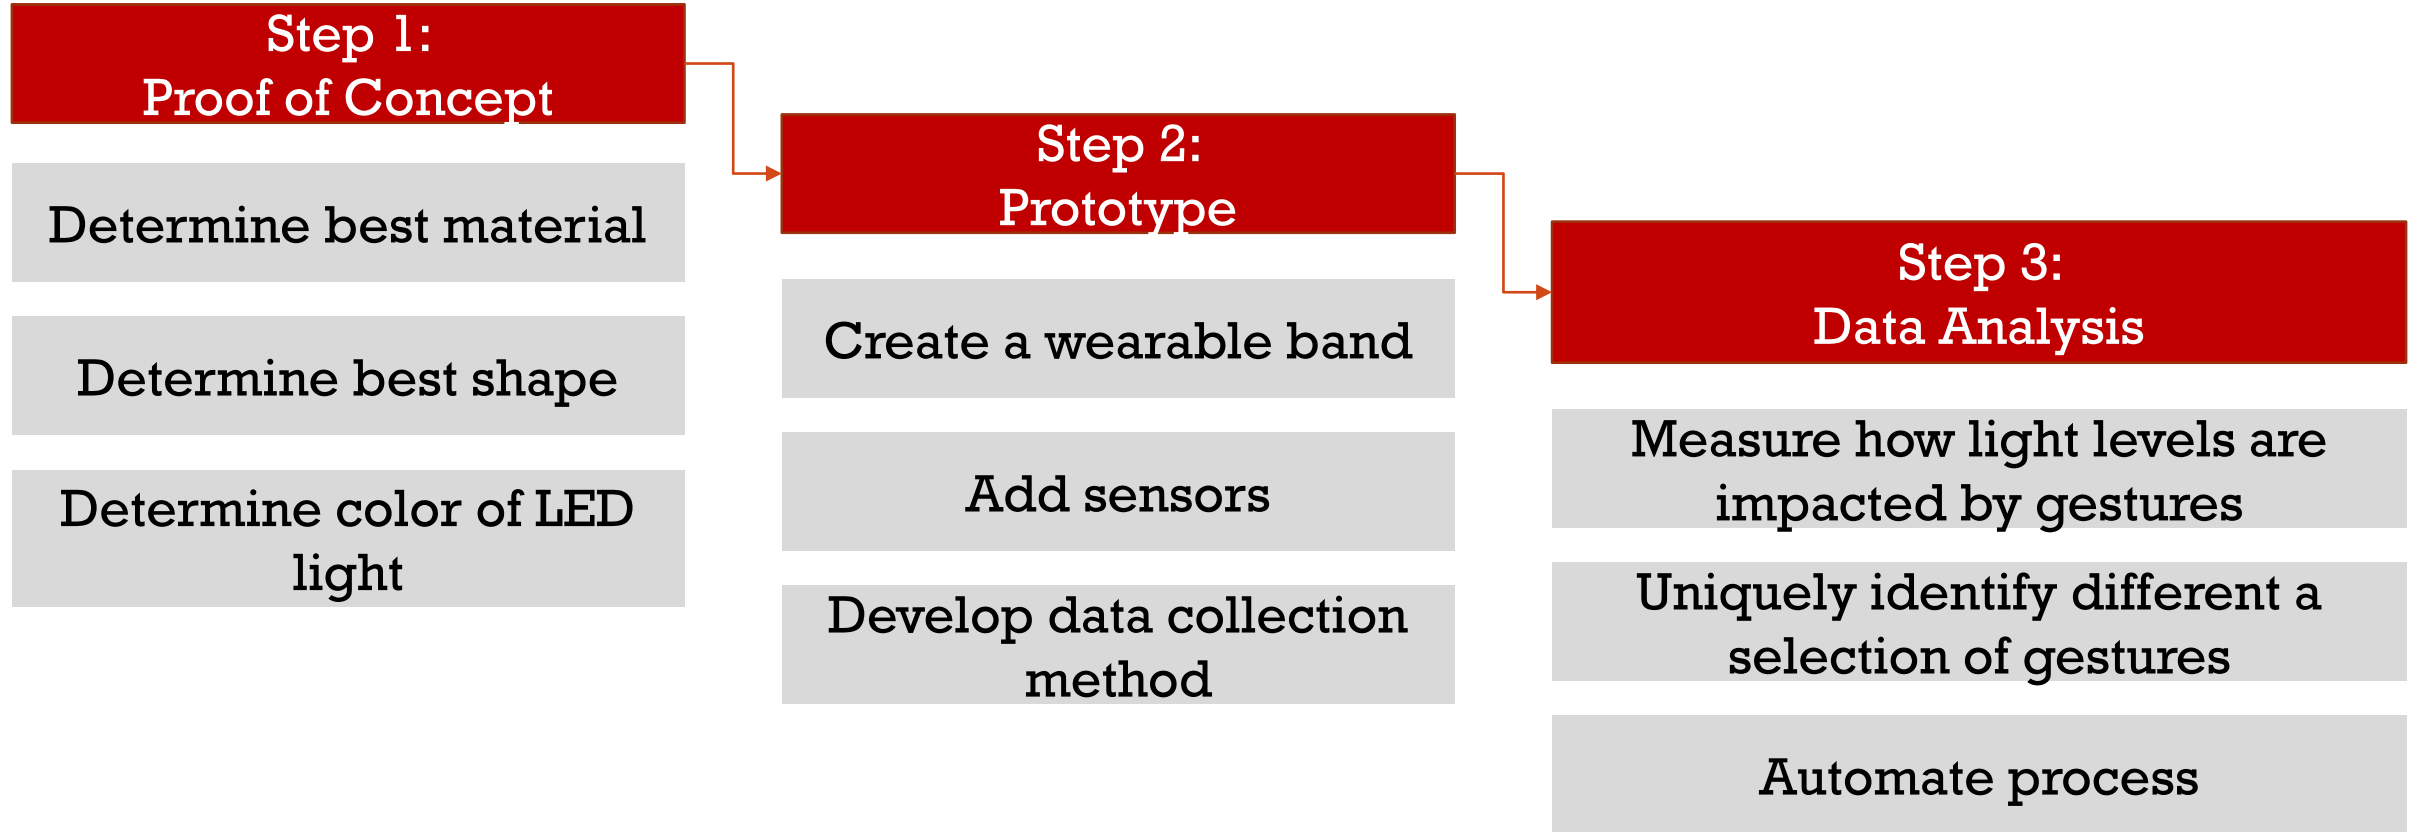 Step 1:
Proof of Concept
Determine best material
Determine best shape
Determine color of LED
light
Step 2:
Prototype
Create a wearable band
Add sensors
Develop data collection
method
Step 3:
Data Analysis
Measure how light levels are
impacted by gestures
Uniquely identify different a
selection of gestures
Automate process